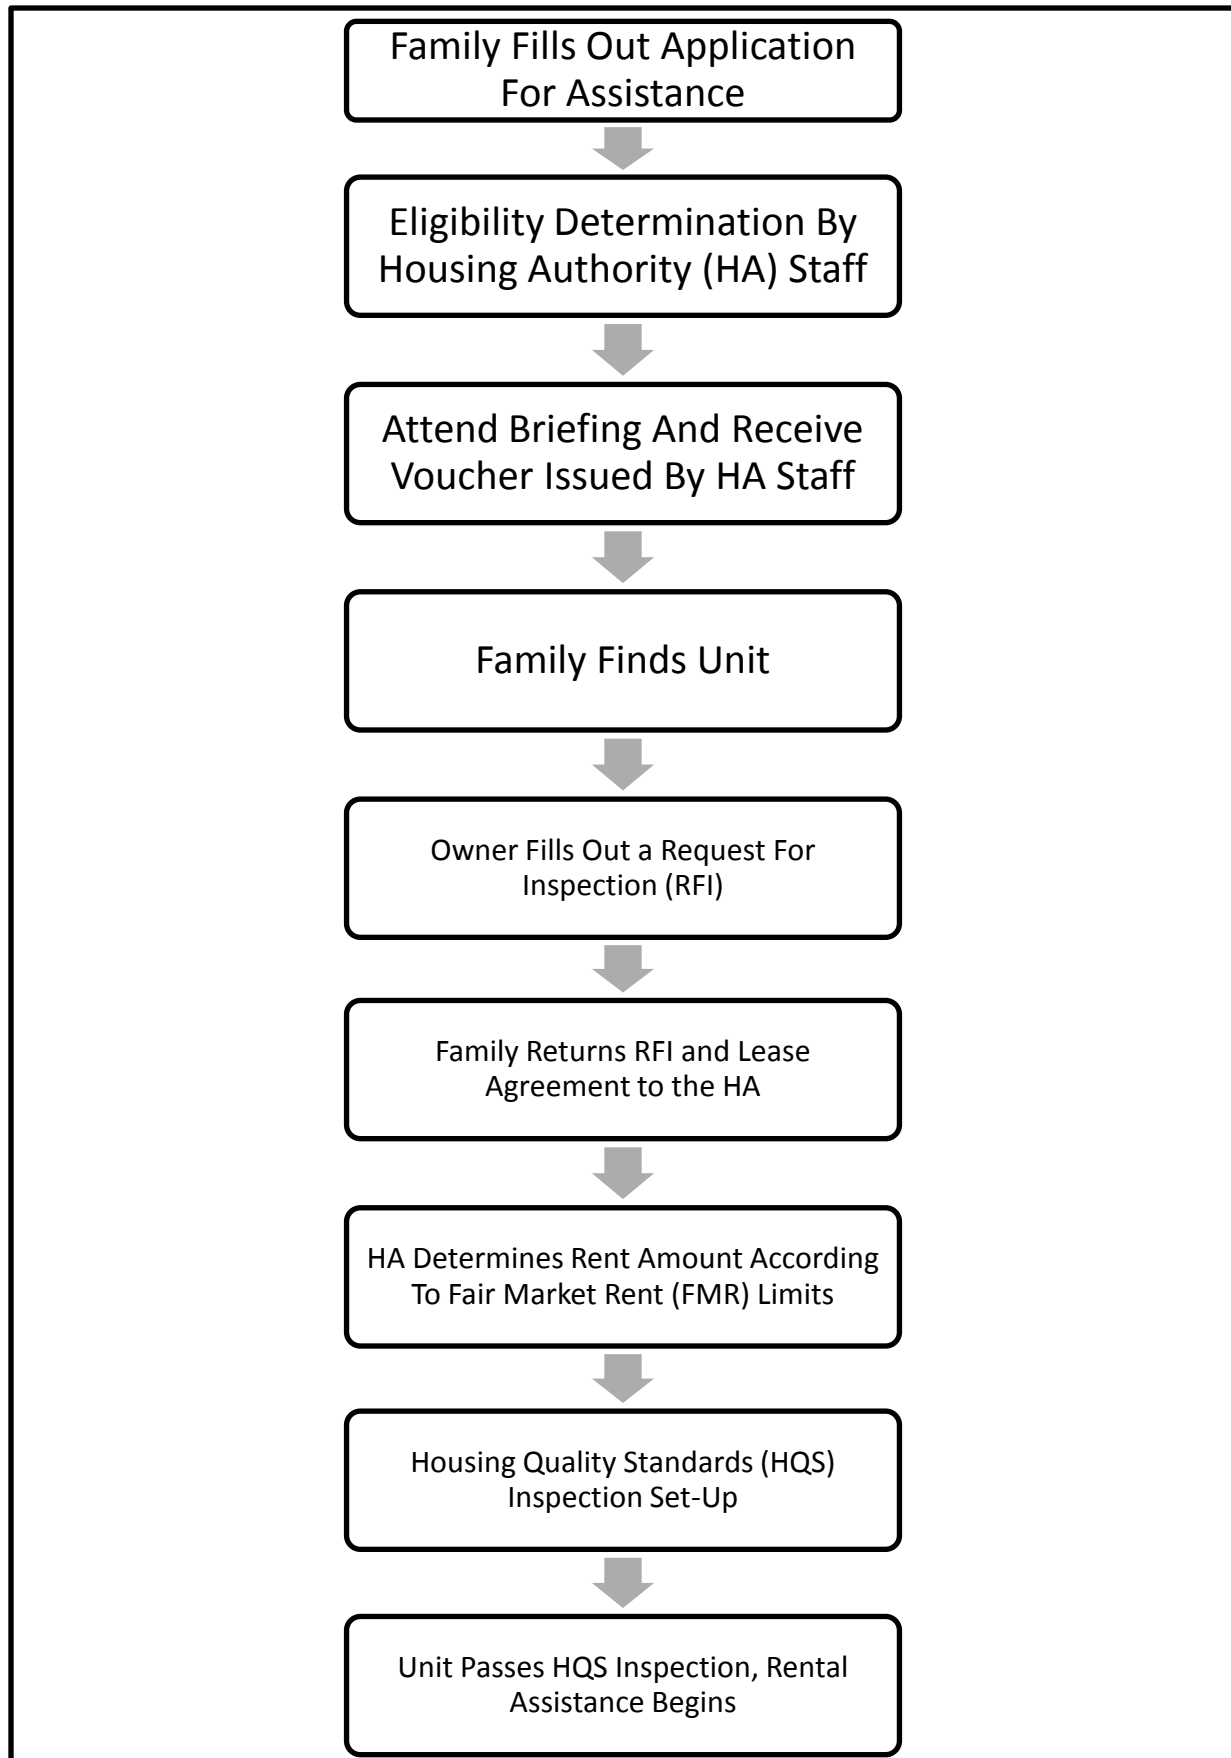 Family Fills Out Application
For Assistance
Eligibility Determination By
Housing Authority (HA) Staff
Attend Briefing And Receive
Voucher Issued By HA Staff
Family Finds Unit
Owner Fills Out a Request For
Inspection (RFI)
Family Returns RFI and Lease
Agreement to the HA
HA Determines Rent Amount According
To Fair Market Rent (FMR) Limits
Housing Quality Standards (HQS)
Inspection Set-Up
Unit Passes HQS Inspection, Rental
Assistance Begins